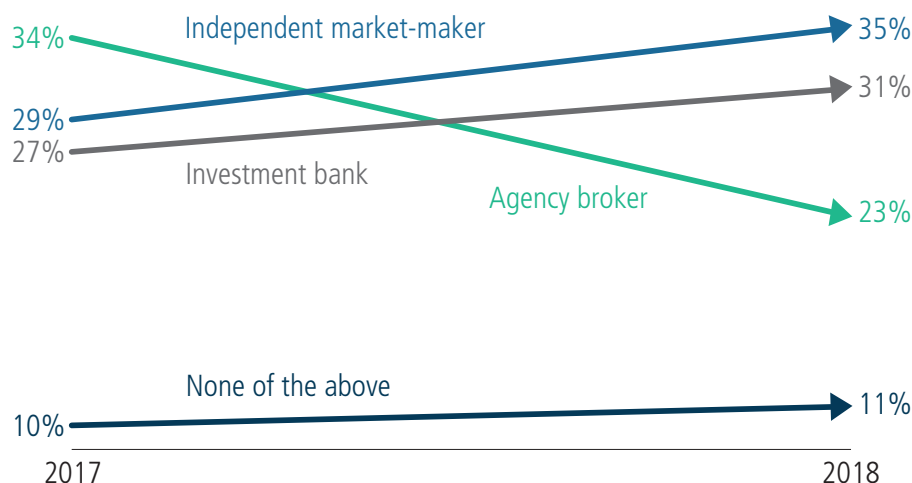 Independent market-maker
34%
35%
29%
31%
27%
Investment bank
Agency broker
23%
None of the above
10%
11%
2017
2018